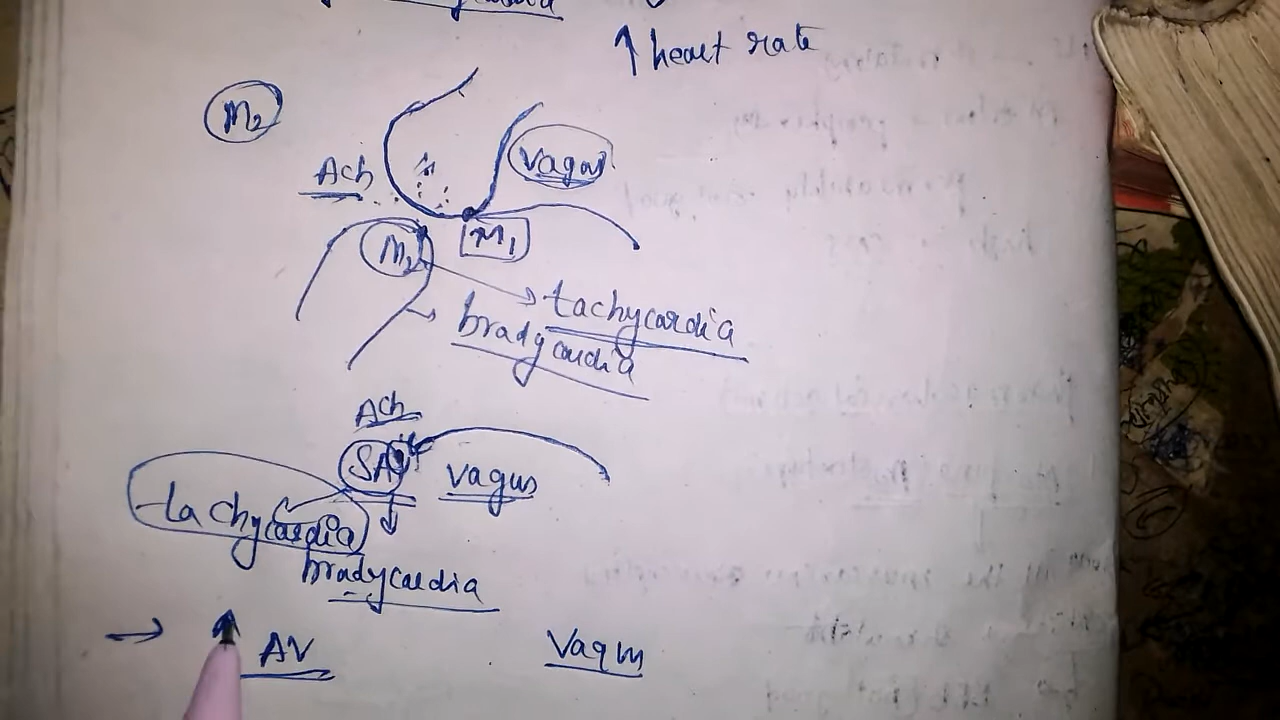 ↑ heart rate
M2
Ach
Vagus
M2
M1
tachycardia
bradycardia
Ach
SA
Vagus
tachycardia
bradycardia
→ ↑ AV Vagus